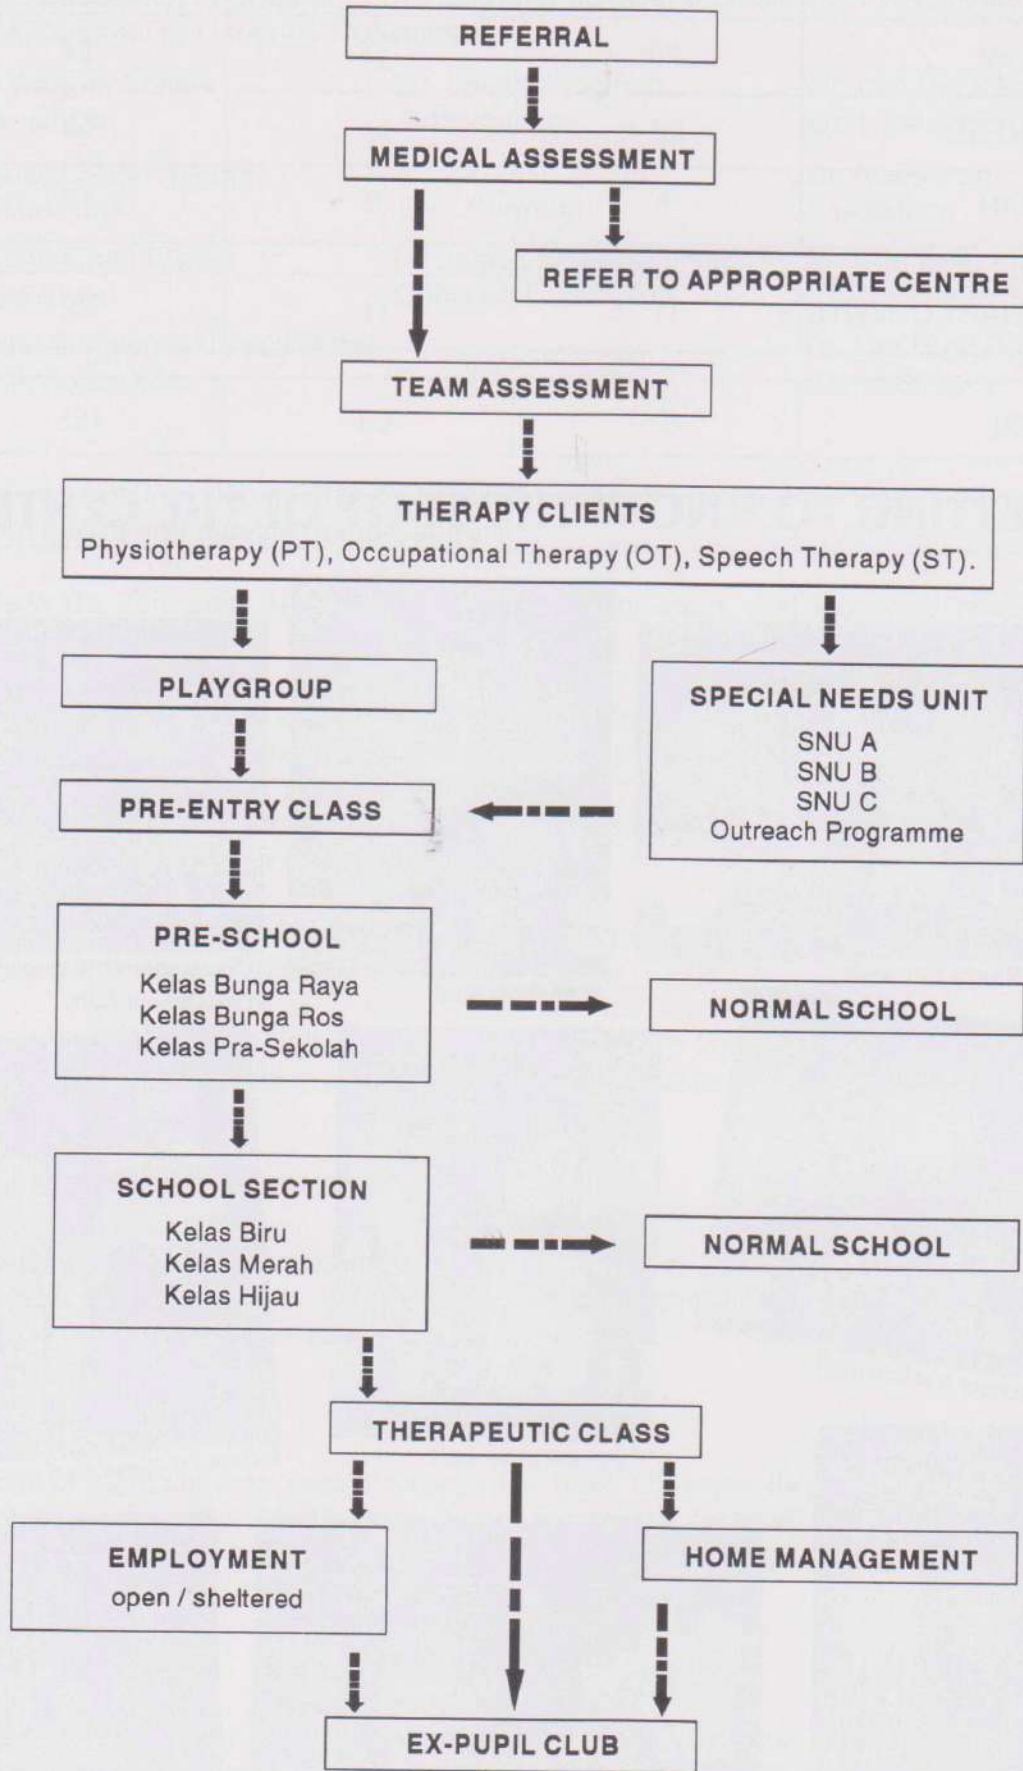 REFERRAL
MEDICAL ASSESSMENT
REFER TO APPROPRIATE CENTRE
TEAM ASSESSMENT
THERAPY CLIENTS
Physiotherapy (PT), Occupational Therapy (OT), Speech Therapy (ST).
PLAYGROUP
SPECIAL NEEDS UNIT
SNU A
SNU B
SNU C
Outreach Programme
PRE-ENTRY CLASS
PRE-SCHOOL
Kelas Bunga Raya
Kelas Bunga Ros
Kelas Pra-Sekolah
NORMAL SCHOOL
SCHOOL SECTION
Kelas Biru
Kelas Merah
Kelas Hijau
NORMAL SCHOOL
THERAPEUTIC CLASS
EMPLOYMENT
open / sheltered
HOME MANAGEMENT
EX-PUPIL CLUB